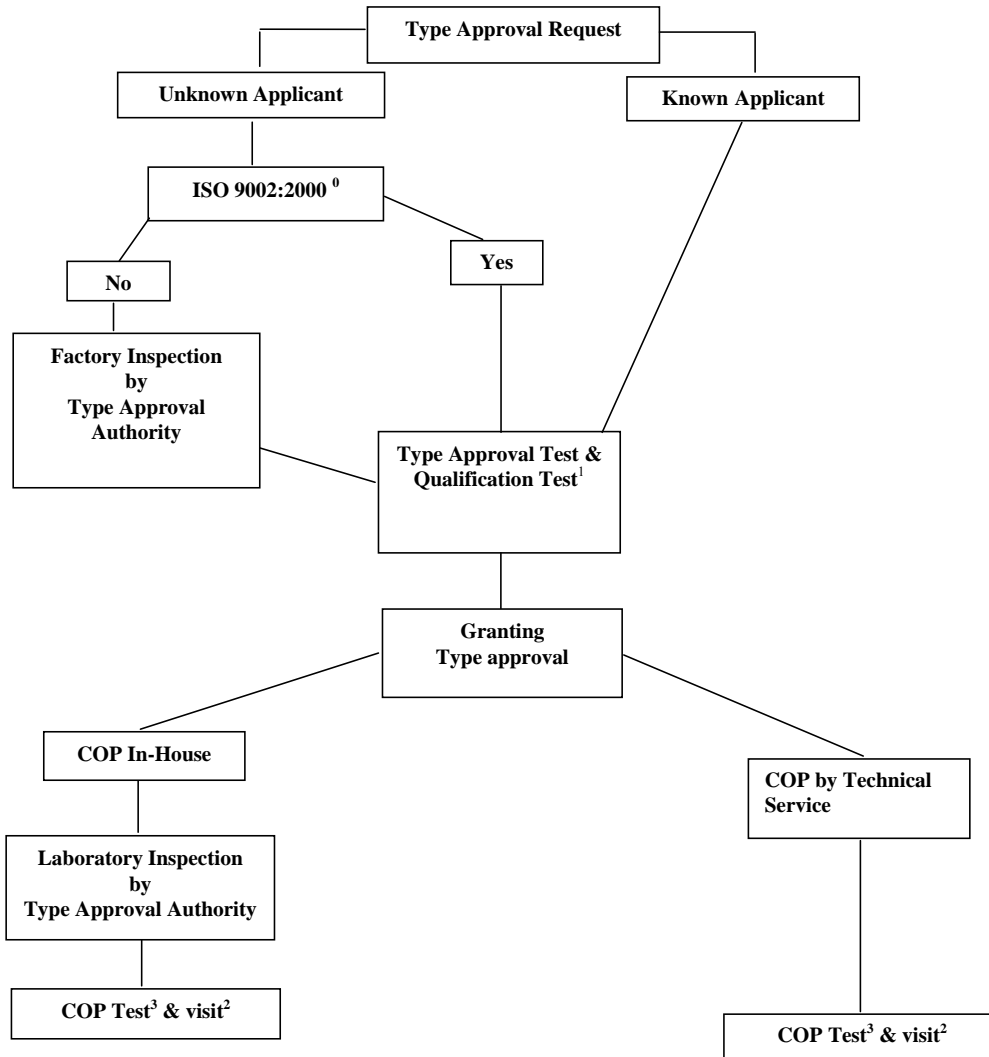 Type Approval Request
Unknown Applicant
Known Applicant
ISO 9002:2000 ⁰
Yes
No
Factory Inspection
by
Type Approval
Authority
Type Approval Test &
Qualification Test¹
Granting
Type approval
COP In-House
COP by Technical
Service
Laboratory Inspection
by
Type Approval Authority
COP Test³ & visit²
COP Test³ & visit²